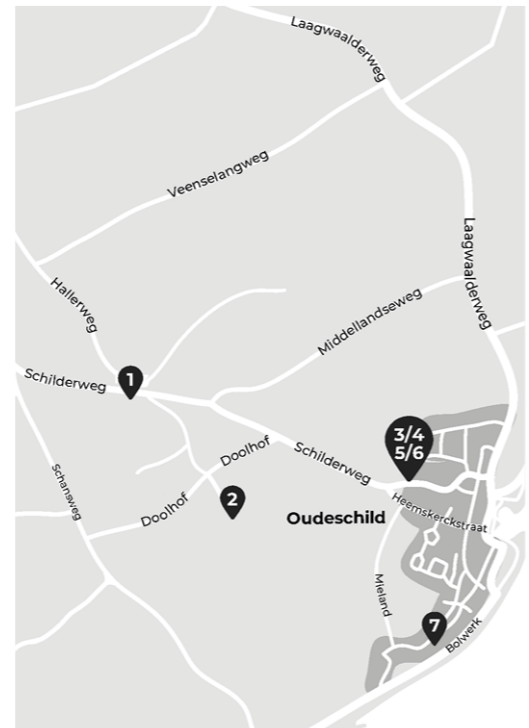 Laagwaalderweg
Veenselangweg
Laagwaalderweg
Hallerweg
Middellandseweg
Schilderweg
1
3/4
5/6
Doolhof
Schilderweg
Schansweg
2
Doolhof
Heemskerckstraat
Oudeschild
Mieland
7
Bolwerk